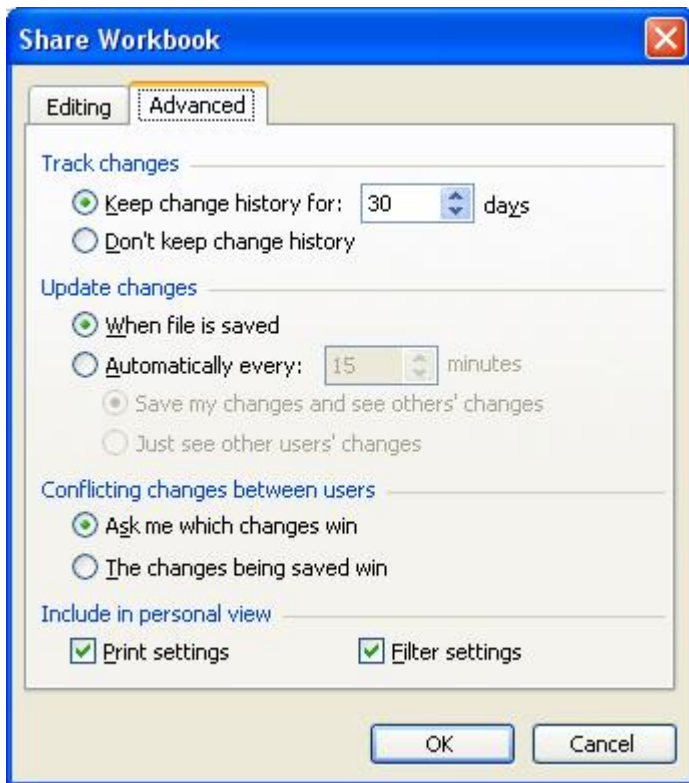 Share Workbook
Editing Advanced
Track changes
Keep change history for: 30 days
Don't keep change history
Update changes
When file is saved
Automatically every: 15 minutes
Save my changes and see others' changes
Just see other users' changes
Conflicting changes between users
Ask me which changes win
The changes being saved win
Include in personal view
Print settings Filter settings
OK Cancel